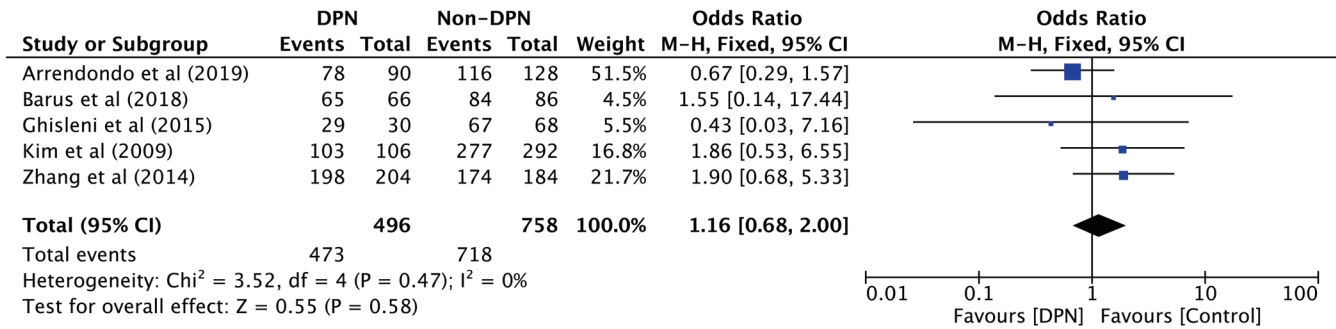 DPN Non-DPN Odds Ratio Odds Ratio
Study or Subgroup Events Total Events Total Weight M-H, Fixed, 95% CI M-H, Fixed, 95% CI
Arrendondo et al (2019) 78 90 116 128 51.5% 0.67 [0.29, 1.57]
Barus et al (2018) 65 66 84 86 4.5% 1.55 [0.14, 17.44]
Ghisleni et al (2015) 29 30 67 68 5.5% 0.43 [0.03, 7.16]
Kim et al (2009) 103 106 277 292 16.8% 1.86 [0.53, 6.55]
Zhang et al (2014) 198 204 174 184 21.7% 1.90 [0.68, 5.33]
Total (95% CI) 496 758 100.0% 1.16 [0.68, 2.00]
Total events 473 718
Heterogeneity: Chi² = 3.52, df = 4 (P = 0.47); I² = 0%
Test for overall effect: Z = 0.55 (P = 0.58)
0.01 0.1 1 10 100
Favours [DPN] Favours [Control]